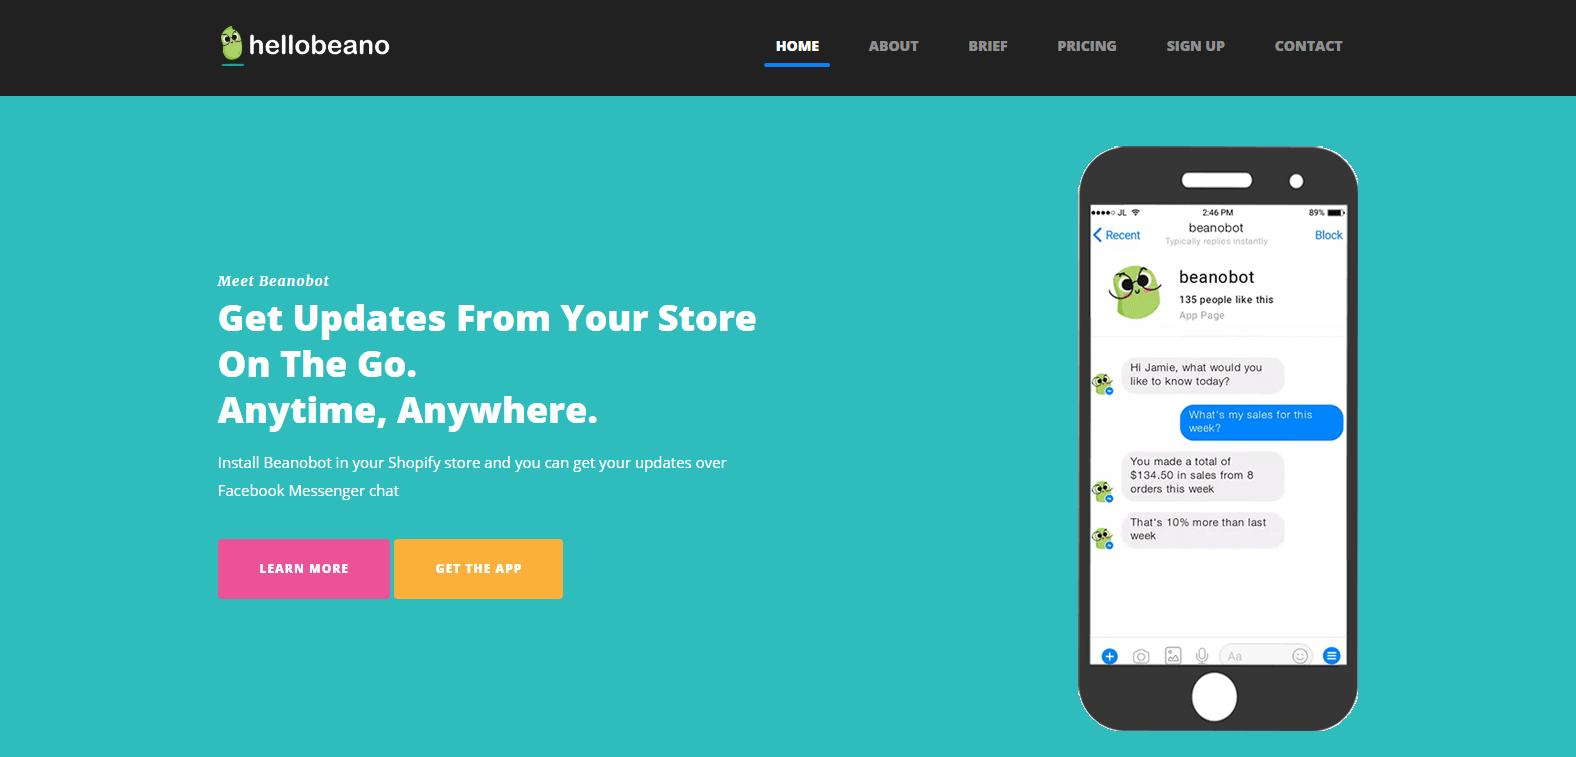 hellobeano
HOME ABOUT BRIEF PRICING SIGN UP CONTACT
Meet Beanobot
Get Updates From Your Store
On The Go.
Anytime, Anywhere.
Install Beanobot in your Shopify store and you can get your updates over
Facebook Messenger chat
LEARN MORE GET THE APP
JL 2:46 PM 89%
beanobot
Recent Typically replies instantly Block
beanobot
135 people like this
App Page
Hi Jamie, what would you
like to know today?
What's my sales for this
week?
You made a total of
$134.50 in sales from 8
orders this week
That's 10% more than last
week
Aa